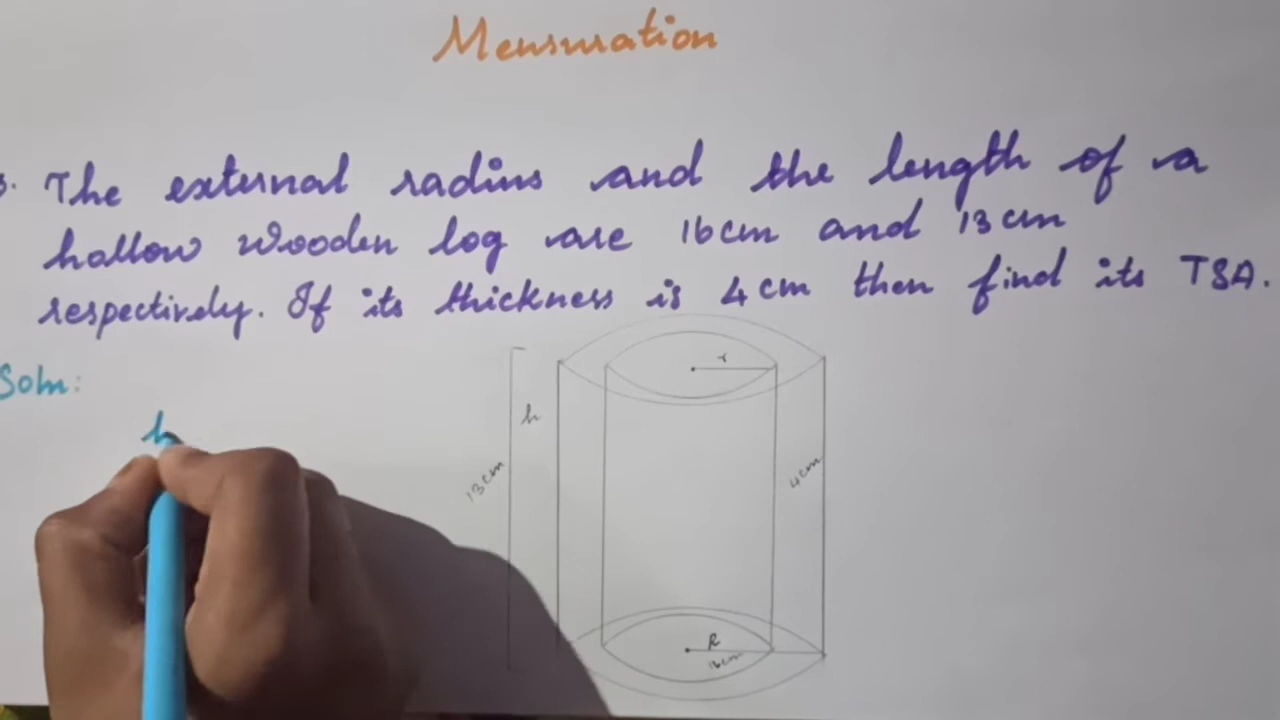 Mensuration
3. The external radius and the length of a
hollow wooden log are 16cm and 13cm
respectively. If its thickness is 4cm then find its TSA.
Soln:
h
r
h
13cm
4cm
R
16cm